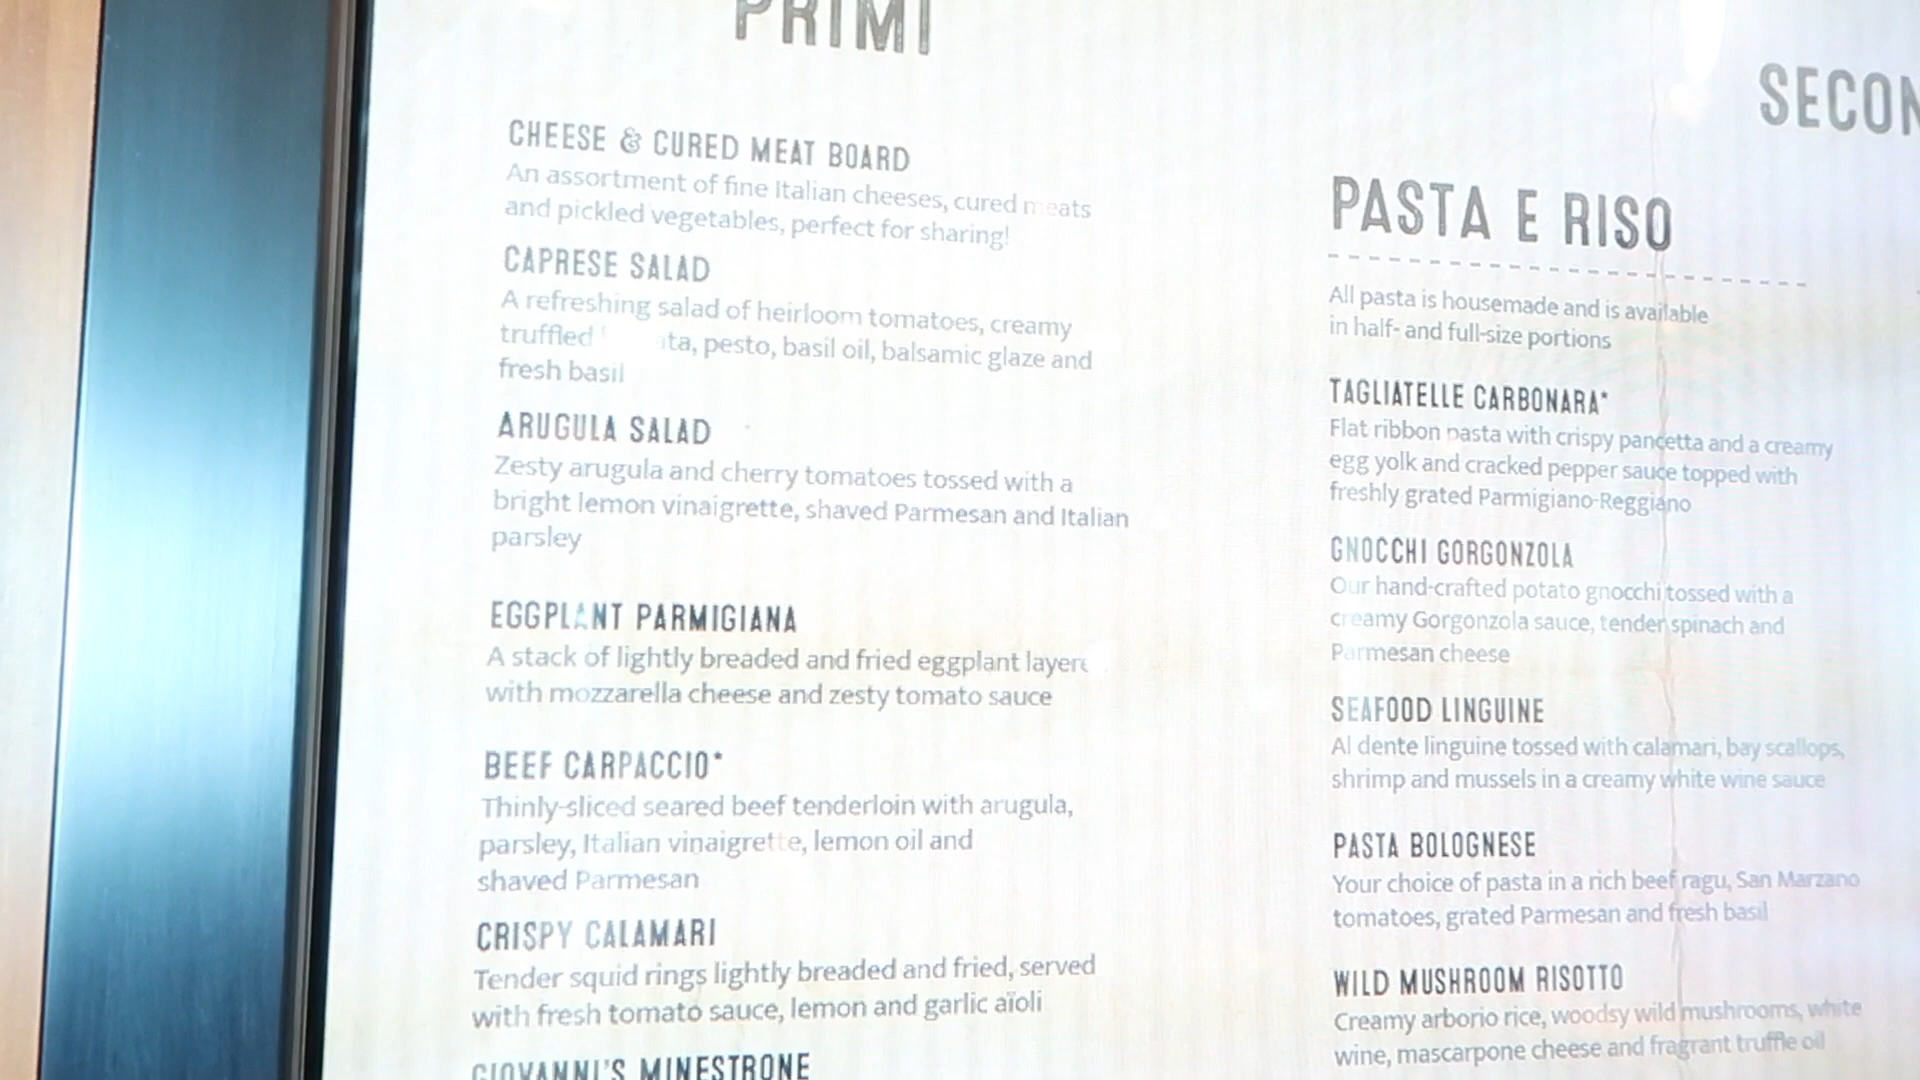 PRIMI
CHEESE & CURED MEAT BOARD
An assortment of fine Italian cheeses, cured meats
and pickled vegetables, perfect for sharing!
CAPRESE SALAD
A refreshing salad of heirloom tomatoes, creamy
truffled pesto, basil oil, balsamic glaze and
fresh basil
ARUGULA SALAD
Zesty arugula and cherry tomatoes tossed with a
bright lemon vinaigrette, shaved Parmesan and Italian
parsley
EGGPLANT PARMIGIANA
A stack of lightly breaded and fried eggplant
with mozzarella cheese and zesty tomato sauce
BEEF CARPACCIO*
Thinly-sliced seared beef tenderloin with arugula,
parsley, Italian vinaigrette, lemon oil and
shaved Parmesan
CRISPY CALAMARI
Tender squid rings lightly breaded and fried, served
with fresh tomato sauce, lemon and garlic aïoli
GIOVANNI'S MINESTRONE
SECON
PASTA E RISO
All pasta is housemade and is available
in half- and full-size portions
TAGLIATELLE CARBONARA*
Flat ribbon pasta with crispy pancetta and a creamy
egg yolk and cracked pepper sauce topped with
freshly grated Parmigiano-Reggiano
GNOCCHI GORGONZOLA
Our hand-crafted potato gnocchi tossed with a
creamy Gorgonzola sauce, tender spinach and
Parmesan cheese
SEAFOOD LINGUINE
Al dente linguine tossed with calamari, bay scallops,
shrimp and mussels in a creamy white wine sauce
PASTA BOLOGNESE
Your choice of pasta in a rich beef ragu, San Marzano
tomatoes, grated Parmesan and fresh basil
WILD MUSHROOM RISOTTO
Creamy arborio rice, woodsy wild mushrooms, white
wine, mascarpone cheese and fragrant truffle oil